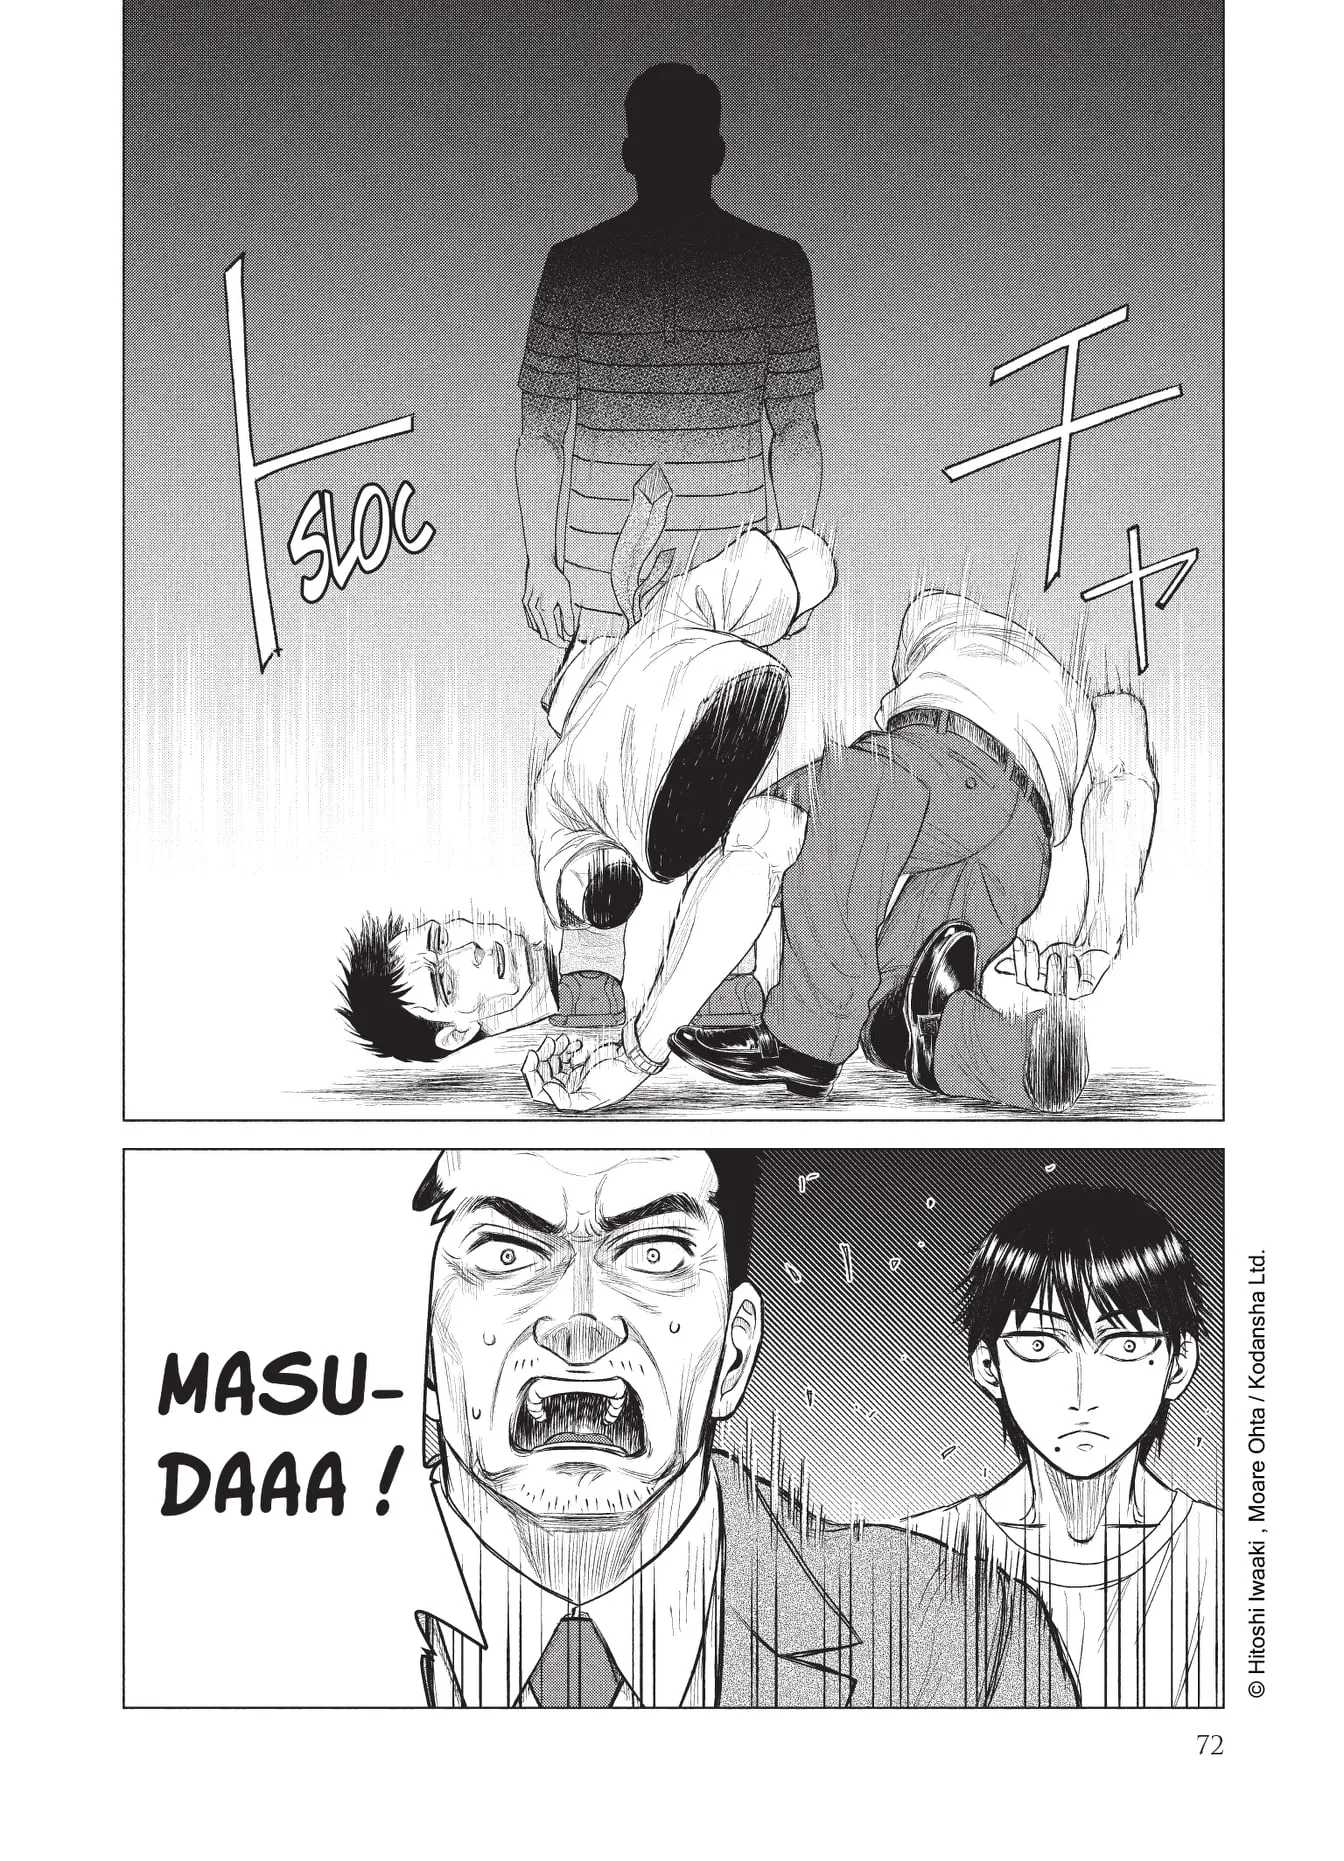 ト
SLOC
チャ
MASU-
DAAA !
© Hitoshi Iwaaki , Moare Ohta / Kodansha Ltd.
72